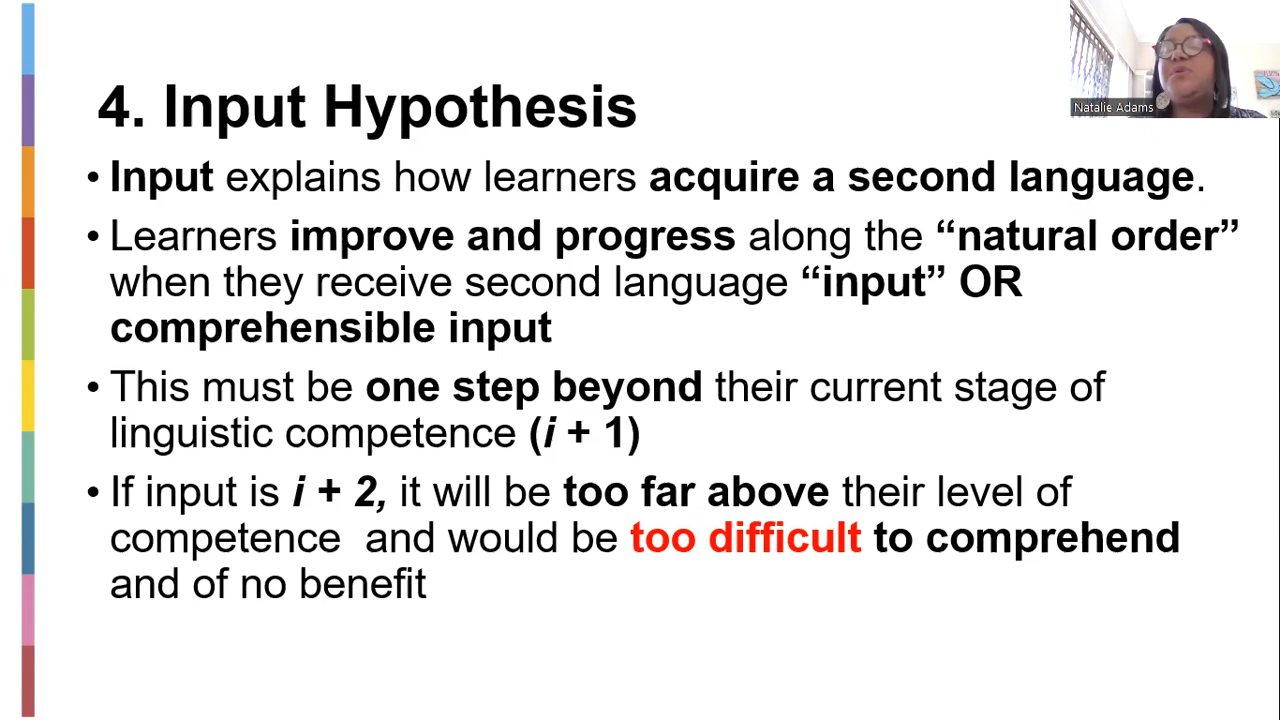 4. Input Hypothesis
Natalie Adams
• Input explains how learners acquire a second language.
• Learners improve and progress along the “natural order”
when they receive second language “input” OR
comprehensible input
• This must be one step beyond their current stage of
linguistic competence (i + 1)
• If input is i + 2, it will be too far above their level of
competence  and would be too difficult to comprehend
and of no benefit